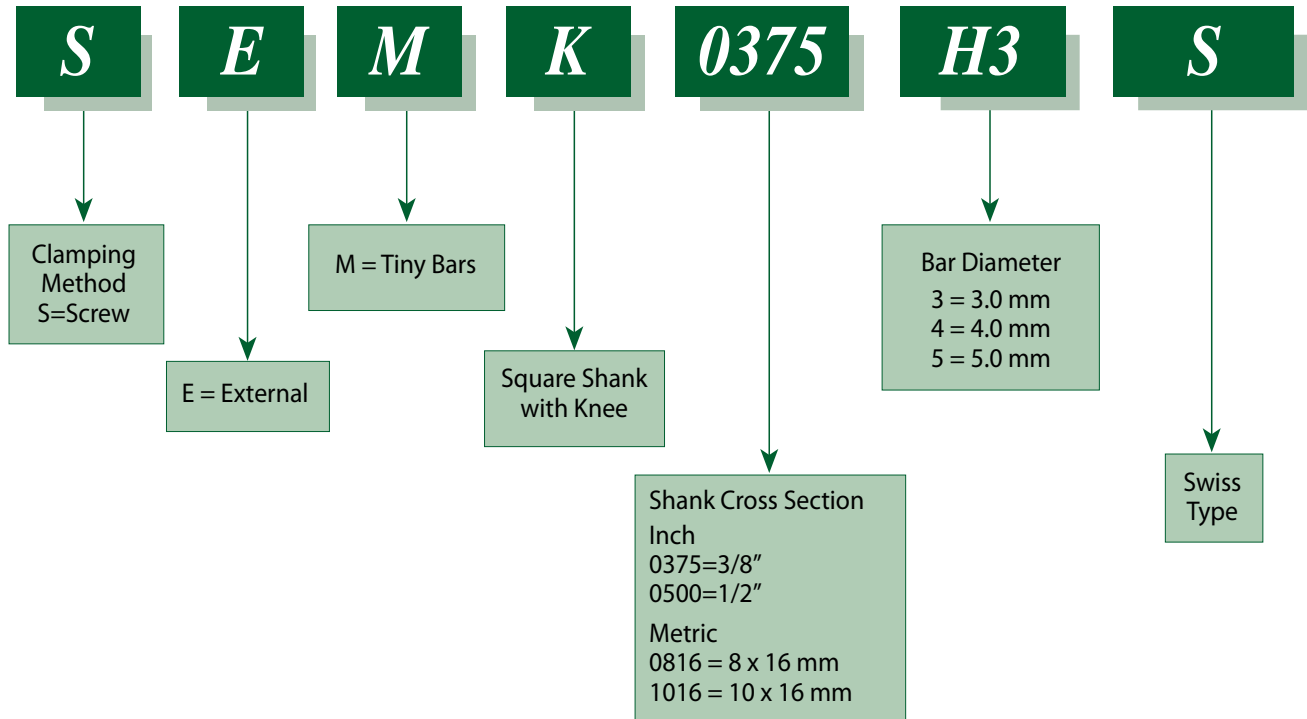 S E M K 0375 H3 S
Clamping
Method
S=Screw
E = External
M = Tiny Bars
Square Shank
with Knee
Shank Cross Section
Inch
0375=3/8”
0500=1/2”
Metric
0816 = 8 x 16 mm
1016 = 10 x 16 mm
Bar Diameter
3 = 3.0 mm
4 = 4.0 mm
5 = 5.0 mm
Swiss
Type